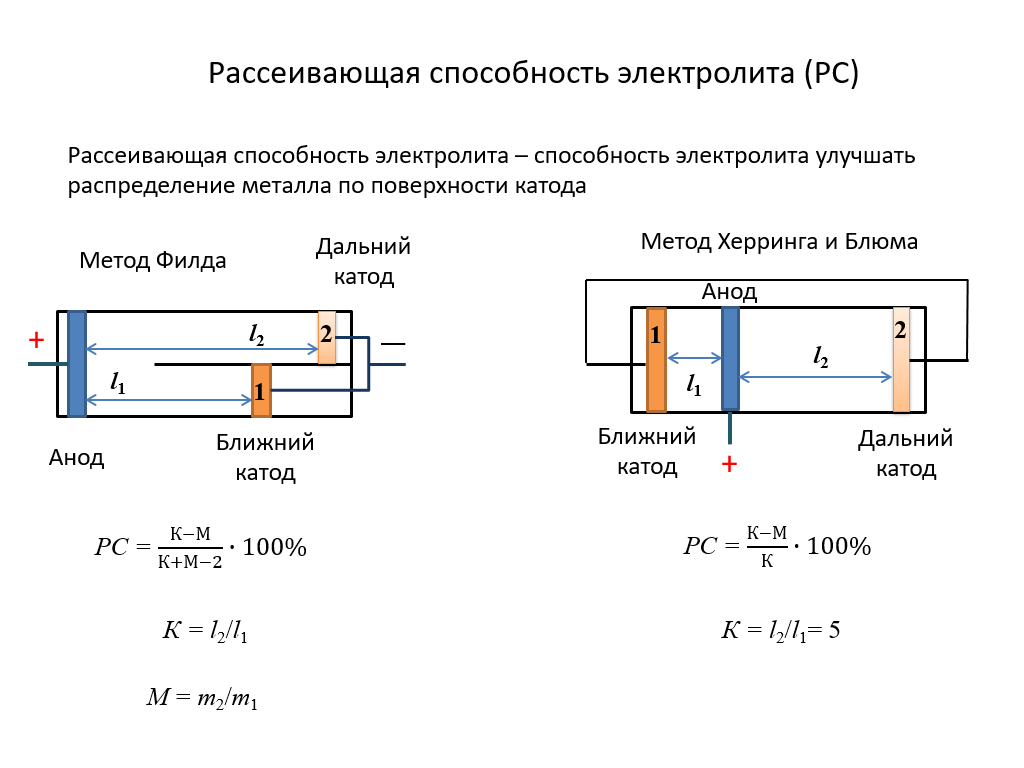 Рассеивающая способность электролита (РС)
Рассеивающая способность электролита – способность электролита улучшать
распределение металла по поверхности катода
Метод Филда
Дальний
катод
+
l2
2
—
l1
1
Анод
Ближний
катод
РС = К−М/К+М−2 ∙ 100%
К = l2/l1
М = m2/m1
Метод Херринга и Блюма
Анод
1
2
l1
l2
Ближний
катод
+
Дальний
катод
РС = К−М/К ∙ 100%
К = l2/l1= 5